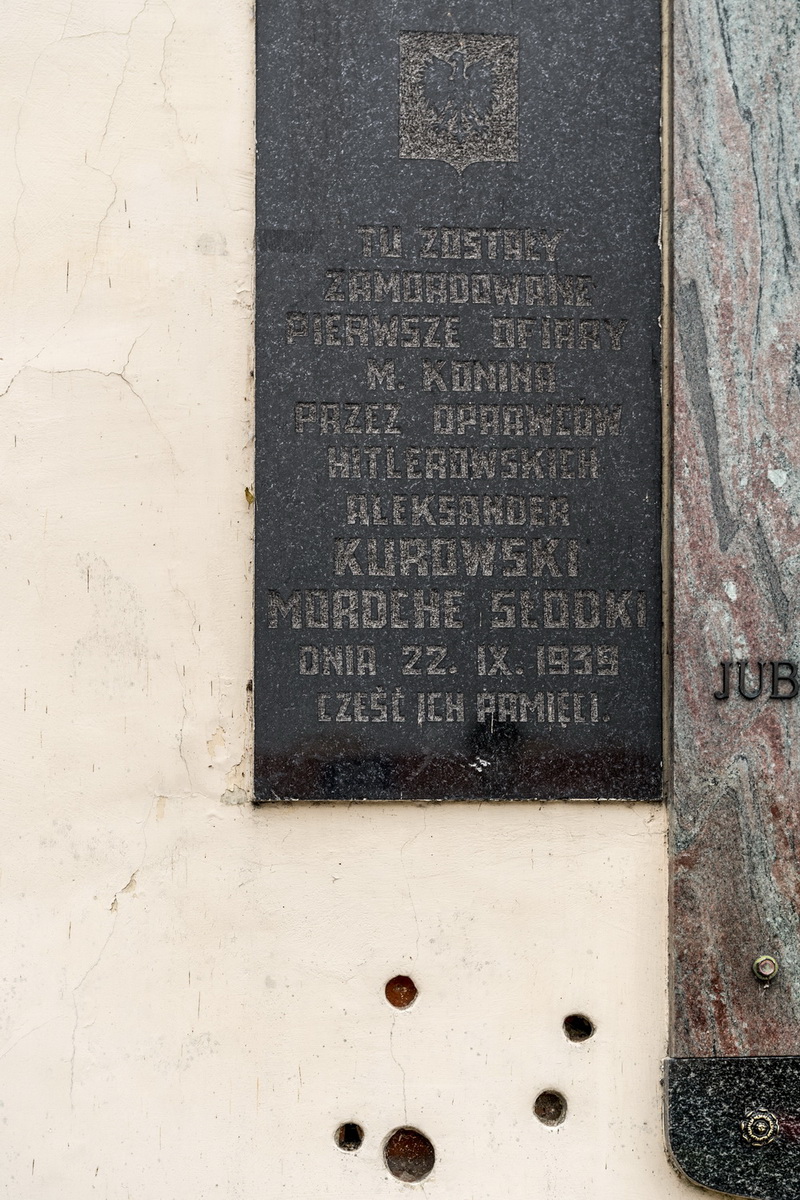 TU ZOSTAŁY
ZAMORDOWANE
PIERWSZE OFIARY
M. KONINA
PRZEZ OPRAWCÓW
HITLEROWSKICH
ALEKSANDER
KUROWSKI
MORDCHE SŁODKI
DNIA 22. IX. 1939
CZEŚĆ ICH PAMIĘCI.
JUB